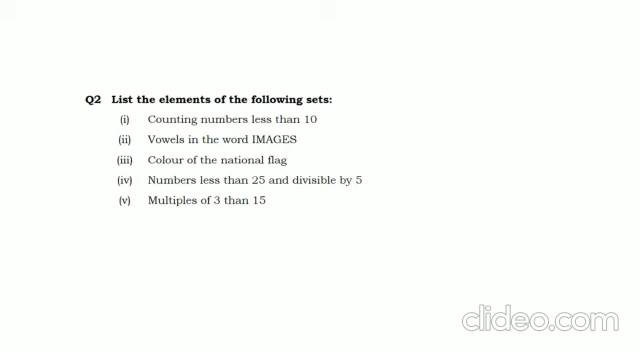 Q2 List the elements of the following sets:
(i) Counting numbers less than 10
(ii) Vowels in the word IMAGES
(iii) Colour of the national flag
(iv) Numbers less than 25 and divisible by 5
(v) Multiples of 3 than 15
clideo.com